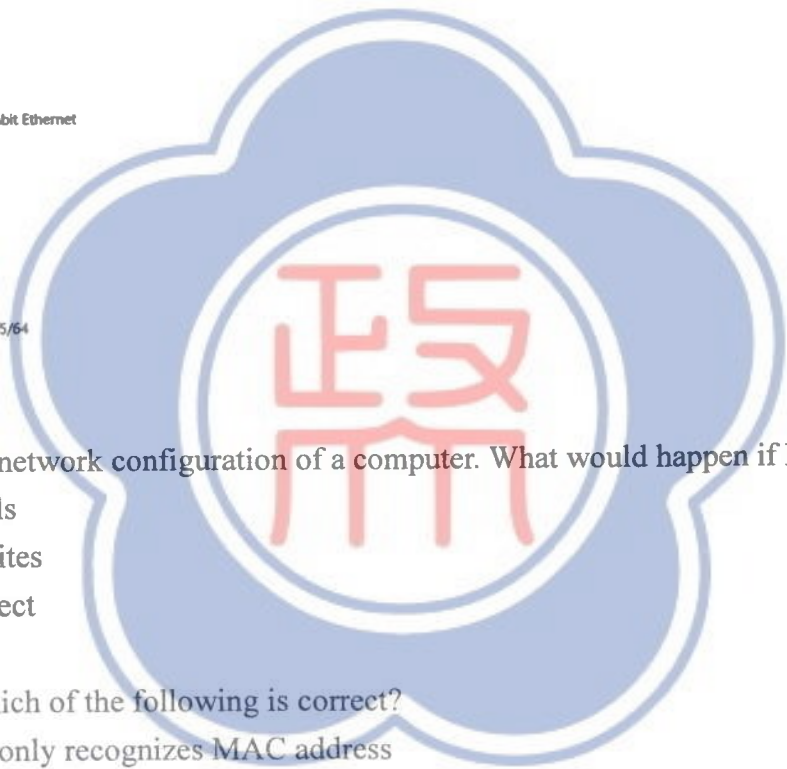 bit Ethernet
5/64
政大
network configuration of a computer. What would happen if
ls
ites
ect
ich of the following is correct?
only recognizes MAC address